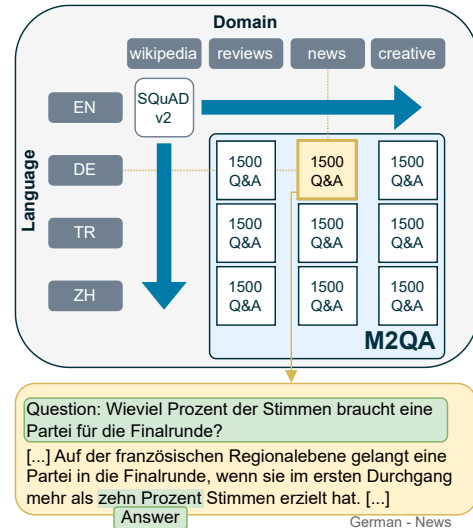 Domain
wikipedia reviews news creative
Language
EN
SQuAD
v2
DE
1500
Q&A
1500
Q&A
1500
Q&A
TR
1500
Q&A
1500
Q&A
1500
Q&A
ZH
1500
Q&A
1500
Q&A
1500
Q&A
M2QA
Question: Wieviel Prozent der Stimmen braucht eine
Partei für die Finalrunde?
[...] Auf der französischen Regionalebene gelangt eine
Partei in die Finalrunde, wenn sie im ersten Durchgang
mehr als zehn Prozent Stimmen erzielt hat. [...]
Answer
German - News